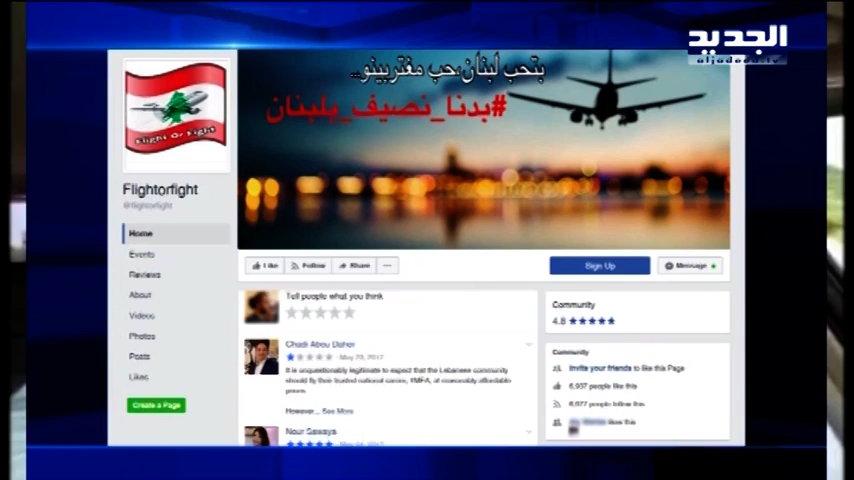 الجديد
aljadeed.tv
بتحب لبنان،حب مغتربينو..
#بدنا_نصيف_بلبنان
Flight Or Fight
Flightorfight
@flightorfight
Home
Events
Reviews
About
Videos
Photos
Posts
Likes
Create a Page
Like
Follow
Share
Sign Up
Message
Tell people what you think
Chadi Abou Daher
May 23, 2017
It is unquestionably legitimate to expect that the Lebanese community
should fly their trusted national carrier, #MEA, at reasonably affordable
prices
However... See More
Nour Sawaya
Community
4.8
Community
Invite your friends to like this Page
6,937 people like this
people follow this
likes this